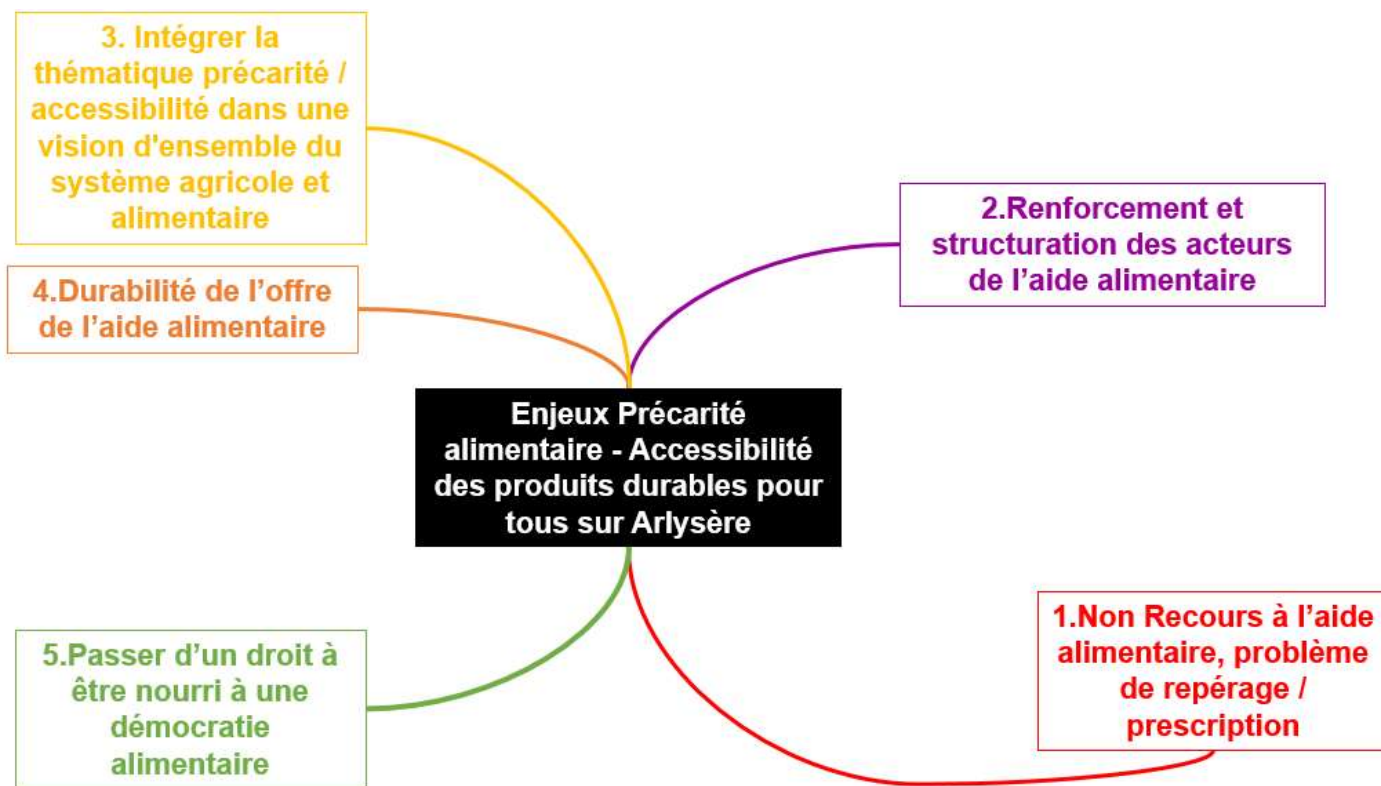 3. Intégrer la
thématique précarité /
accessibilité dans une
vision d'ensemble du
système agricole et
alimentaire
2.Renforcement et
structuration des acteurs
de l’aide alimentaire
4.Durabilité de l’offre
de l’aide alimentaire
Enjeux Précarité
alimentaire - Accessibilité
des produits durables pour
tous sur Arlysère
1.Non Recours à l’aide
alimentaire, problème
de repérage /
prescription
5.Passer d’un droit à
être nourri à une
démocratie
alimentaire